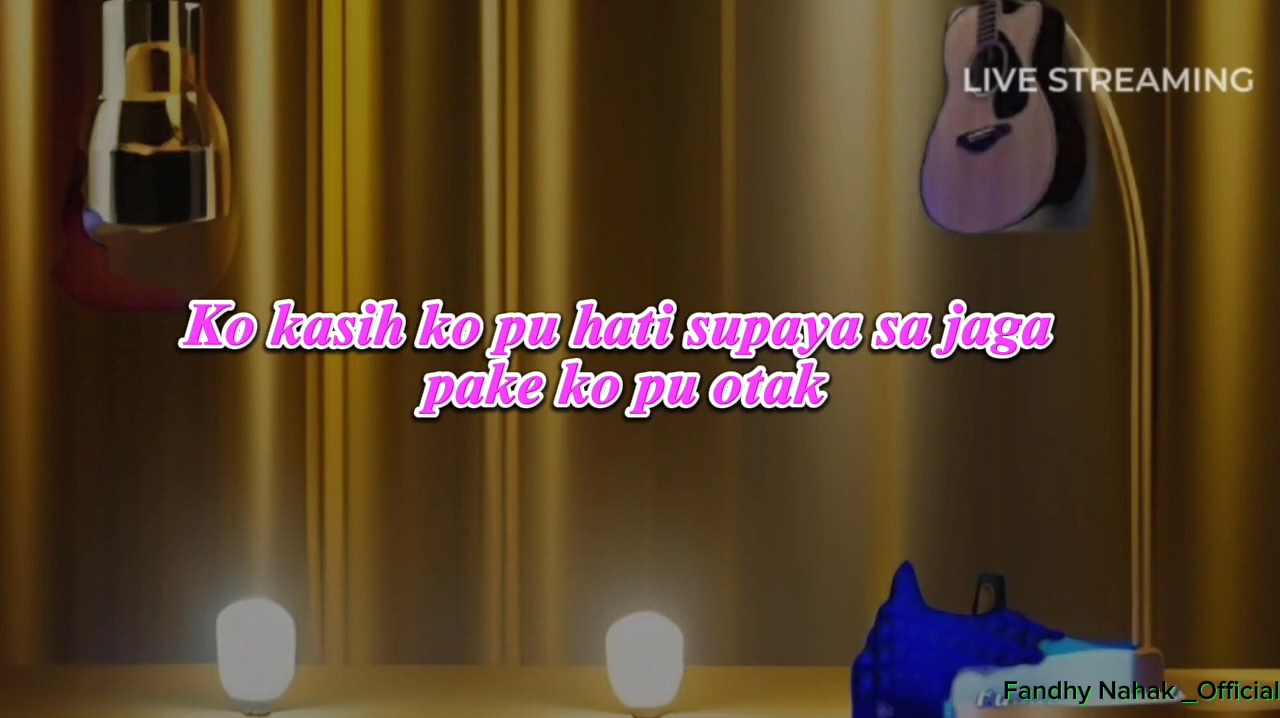 LIVE STREAMING
Ko kasih ko pu hati supaya sa jaga
pake ko pu otak
Fandhy Nahak _Official